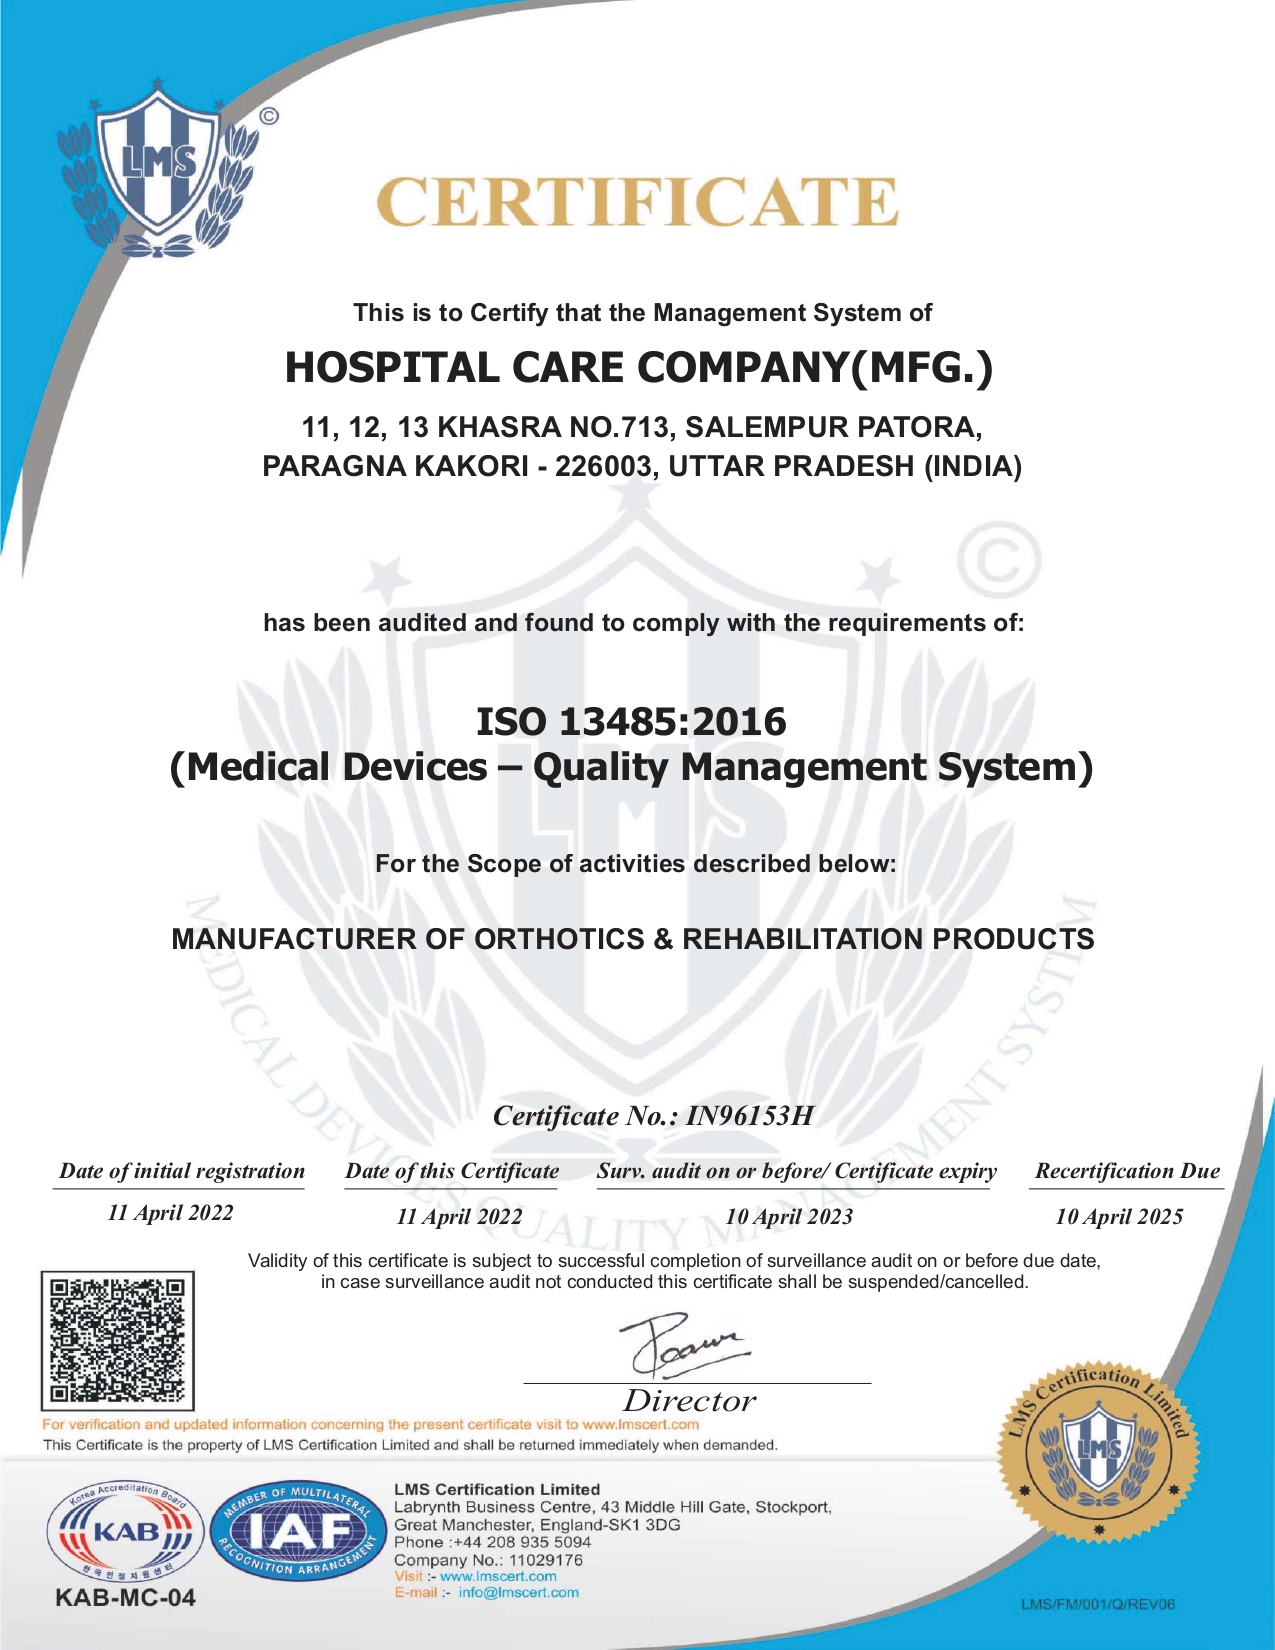 LMS
©
CERTIFICATE
This is to Certify that the Management System of
HOSPITAL CARE COMPANY(MFG.)
11, 12, 13 KHASRA NO.713, SALEMPUR PATORA,
PARAGNA KAKORI - 226003, UTTAR PRADESH (INDIA)
©
has been audited and found to comply with the requirements of:
ISO 13485:2016
(Medical Devices – Quality Management System)
LMS
For the Scope of activities described below:
MANUFACTURER OF ORTHOTICS & REHABILITATION PRODUCTS
MEDICAL DEVICES QUALITY MANAGEMENT SYSTEM
Certificate No.: IN96153H
Date of initial registration Date of this Certificate Surv. audit on or before/ Certificate expiry Recertification Due
11 April 2022 11 April 2022 10 April 2023 10 April 2025
Validity of this certificate is subject to successful completion of surveillance audit on or before due date,
in case surveillance audit not conducted this certificate shall be suspended/cancelled.
Director
For verification and updated information concerning the present certificate visit to www.lmscert.com
This Certificate is the property of LMS Certification Limited and shall be returned immediately when demanded.
LMS Certification Limited
LMS
Korea Accreditation Board
KAB
한국인정지원센터
KAB-MC-04
MEMBER OF MULTILATERAL
IAF
RECOGNITION ARRANGEMENT
LMS Certification Limited
Labrynth Business Centre, 43 Middle Hill Gate, Stockport,
Great Manchester, England-SK1 3DG
Phone :+44 208 935 5094
Company No.: 11029176
Visit :- www.lmscert.com
E-mail :- info@lmscert.com
LMS/FM/001/Q/REV06